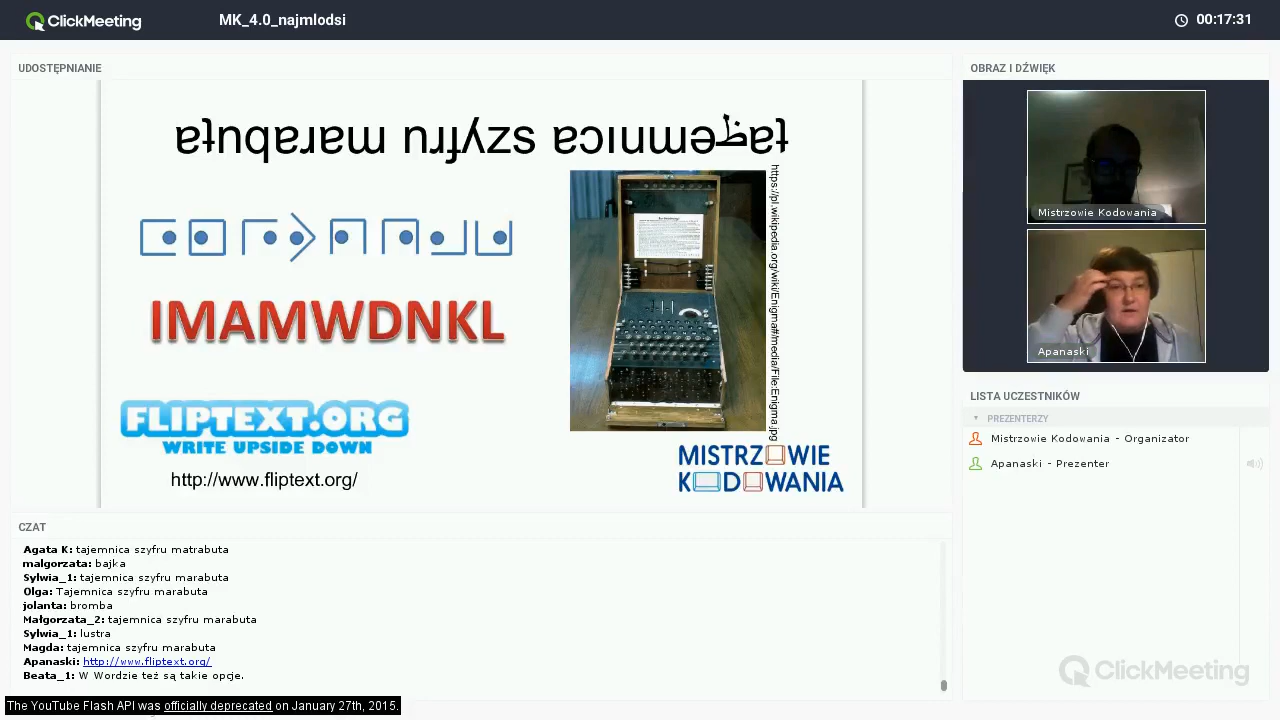 ClickMeeting
MK_4.0_najmlodsi
00:17:31
UDOSTĘPNIANIE
IMAMWDNKL
https://pl.wikipedia.org/wiki/Enigma#/media/File:Enigma.jpg
FLIPTEXT.ORG
WRITE UPSIDE DOWN
http://www.fliptext.org/
MISTRZOWIE
KODOWANIA
OBRAZ I DŹWIĘK
Mistrzowie Kodowania
Apanaski
LISTA UCZESTNIKÓW
PREZENTERZY
Mistrzowie Kodowania - Organizator
Apanaski - Prezenter
CZAT
Agata K: tajemnica szyfru matrabuta
malgorzata: bajka
Sylwia_1: tajemnica szyfru marabuta
Olga: Tajemnica szyfru marabuta
jolanta: bromba
Małgorzata_2: tajemnica szyfru marabuta
Sylwia_1: lustra
Magda: tajemnica szyfru marabuta
Apanaski: http://www.fliptext.org/
Beata_1: W Wordzie też są takie opcje.
ClickMeeting
The YouTube Flash API was officially deprecated on January 27th, 2015.